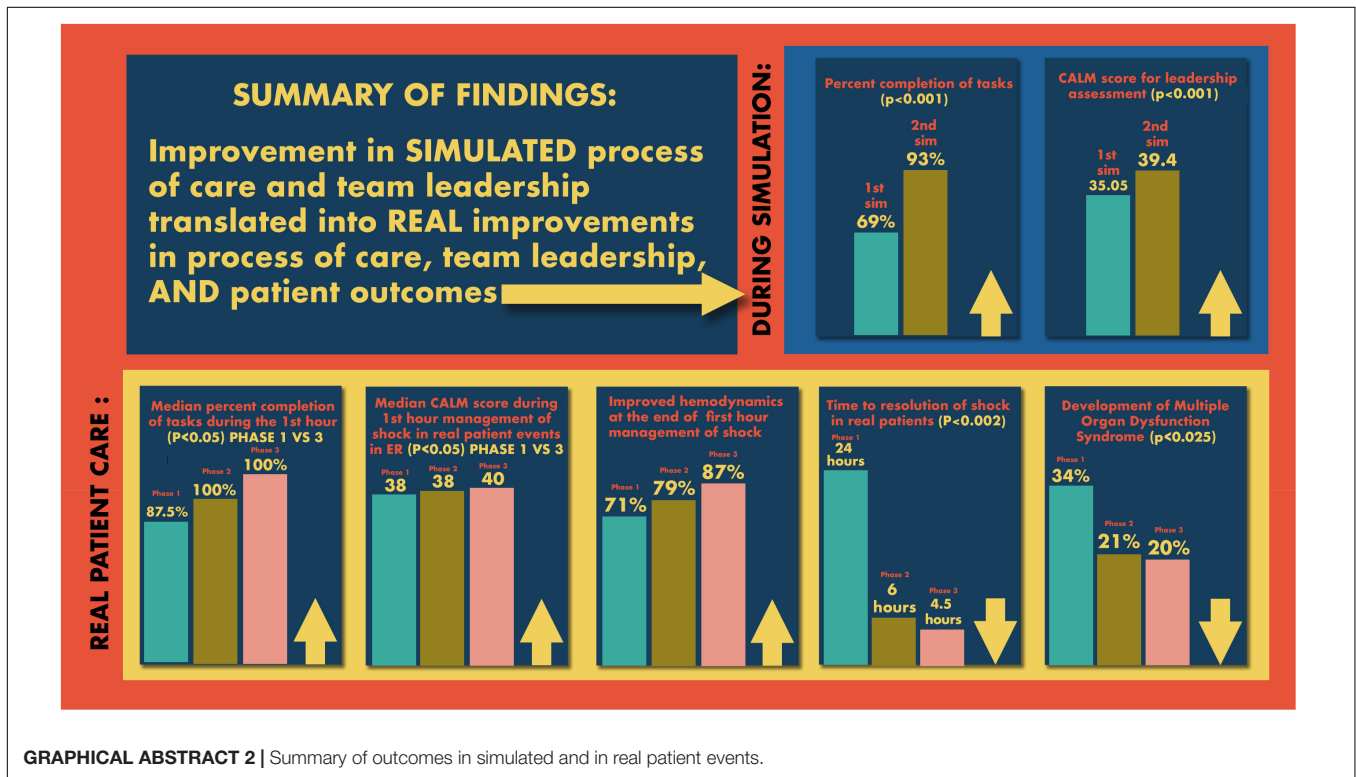 SUMMARY OF FINDINGS:
Improvement in SIMULATED process
of care and team leadership
translated into REAL improvements
in process of care, team leadership,
AND patient outcomes
DURING SIMULATION:
Percent completion of tasks
(p<0.001)
1st
sim
69%
2nd
sim
93%
CALM score for leadership
assessment (p<0.001)
1st
sim
35.05
2nd
sim
39.4
REAL PATIENT CARE :
Median percent completion
of tasks during the 1st hour
(P<0.05) PHASE 1 VS 3
Phase 1
87.5%
Phase 2
100%
Phase 3
100%
Median CALM score during
1st hour management of
shock in real patient events
in ER (P<0.05) PHASE 1 VS 3
Phase 1
38
Phase 2
38
Phase 3
40
Improved hemodynamics
at the end of first hour
management of shock
Phase 1
71%
Phase 2
79%
Phase 3
87%
Time to resolution of shock
in real patients (P<0.002)
Phase 1
24
hours
Phase 2
6
hours
Phase 3
4.5
hours
Development of Multiple
Organ Dysfunction
Syndrome (p<0.025)
Phase 1
34%
Phase 2
21%
Phase 3
20%
GRAPHICAL ABSTRACT 2 | Summary of outcomes in simulated and in real patient events.